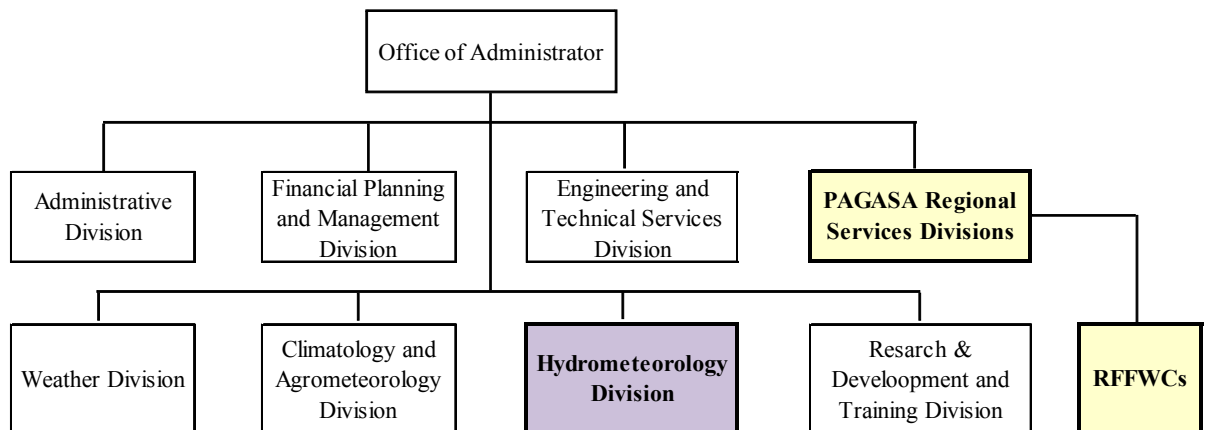 Office of Administrator
Administrative
Division
Financial Planning
and Management
Division
Engineering and
Technical Services
Division
PAGASA Regional
Services Divisions
Weather Division
Climatology and
Agrometeorology
Division
Hydrometeorology
Division
Resarch &
Develoopment and
Training Division
RFFWCs